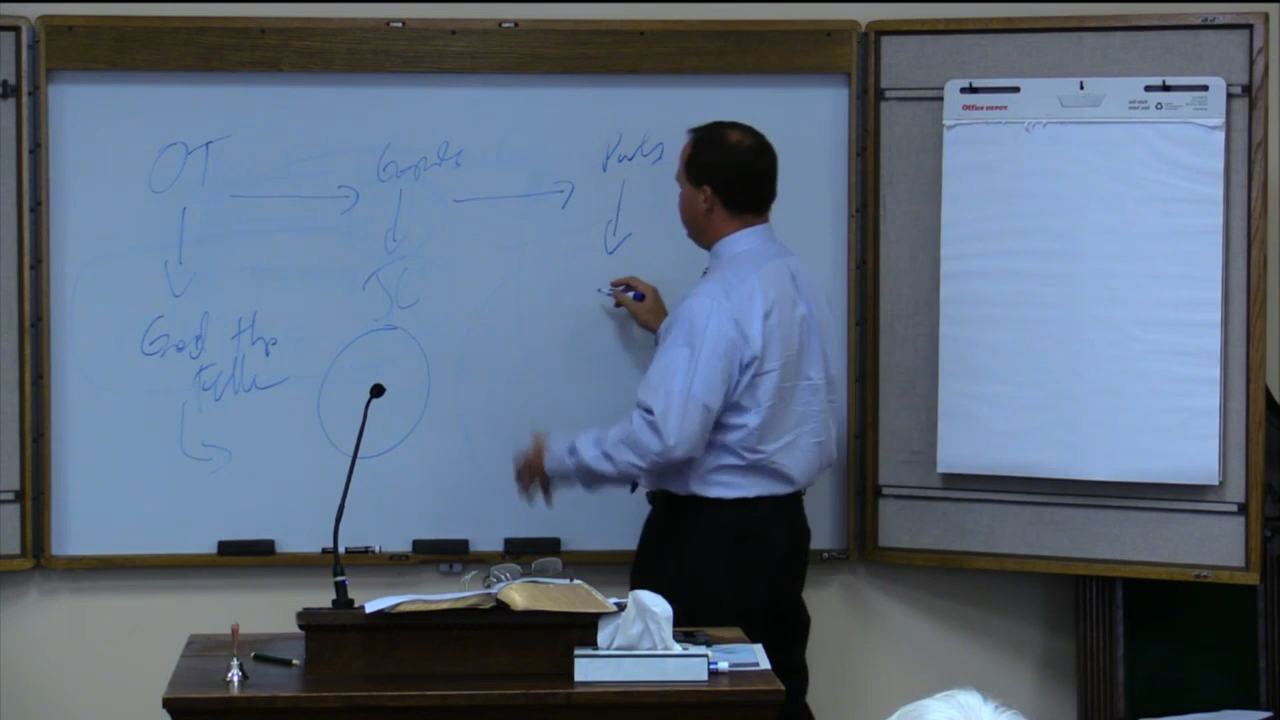 OT
Gospels
Pauls
JC
God the
Father
Office DEPOT